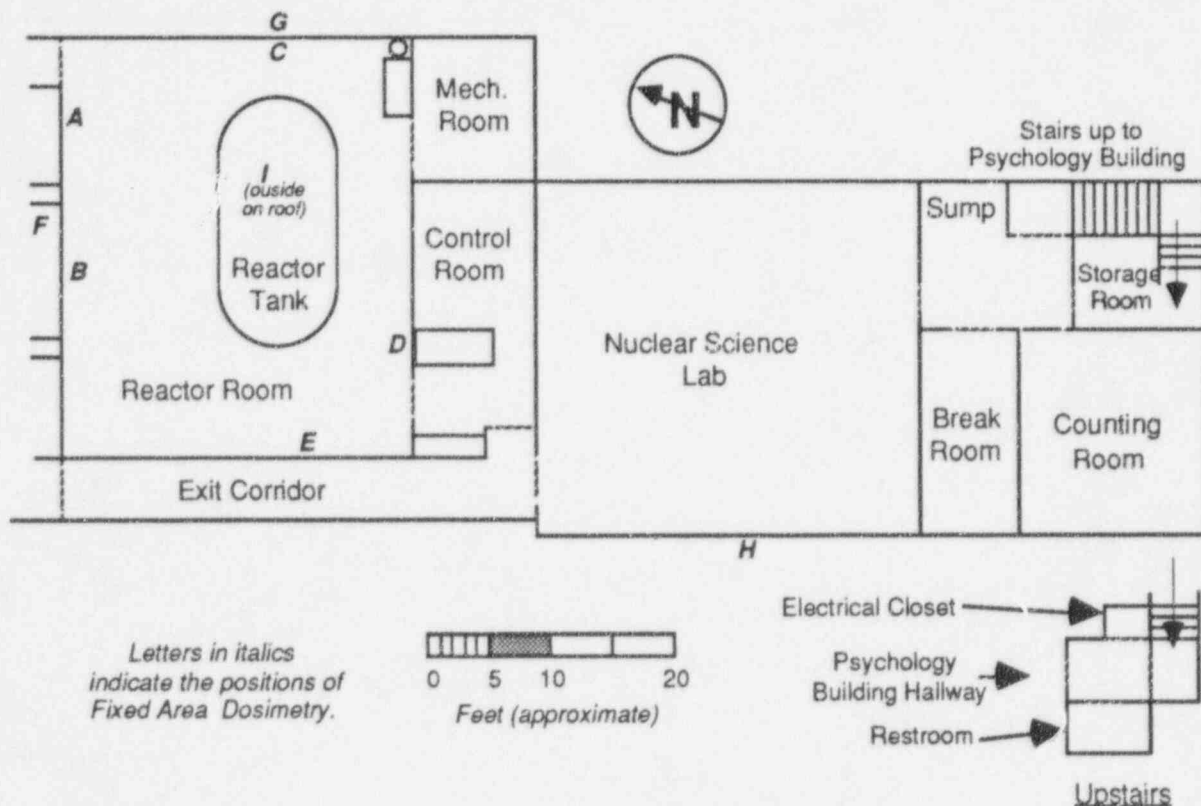 G
C
A
Mech.
Room
N
Stairs up to
Psychology Building
I
(ouside
on roof)
Sump
F
Control
Room
B
Reactor
Tank
Storage
Room
D
Nuclear Science
Lab
Reactor Room
Break
Room
Counting
Room
E
Exit Corridor
H
Electrical Closet
Letters in italics
indicate the positions of
Fixed Area Dosimetry.
0 5 10 20
Feet (approximate)
Psychology
Building Hallway
Restroom
Upstairs